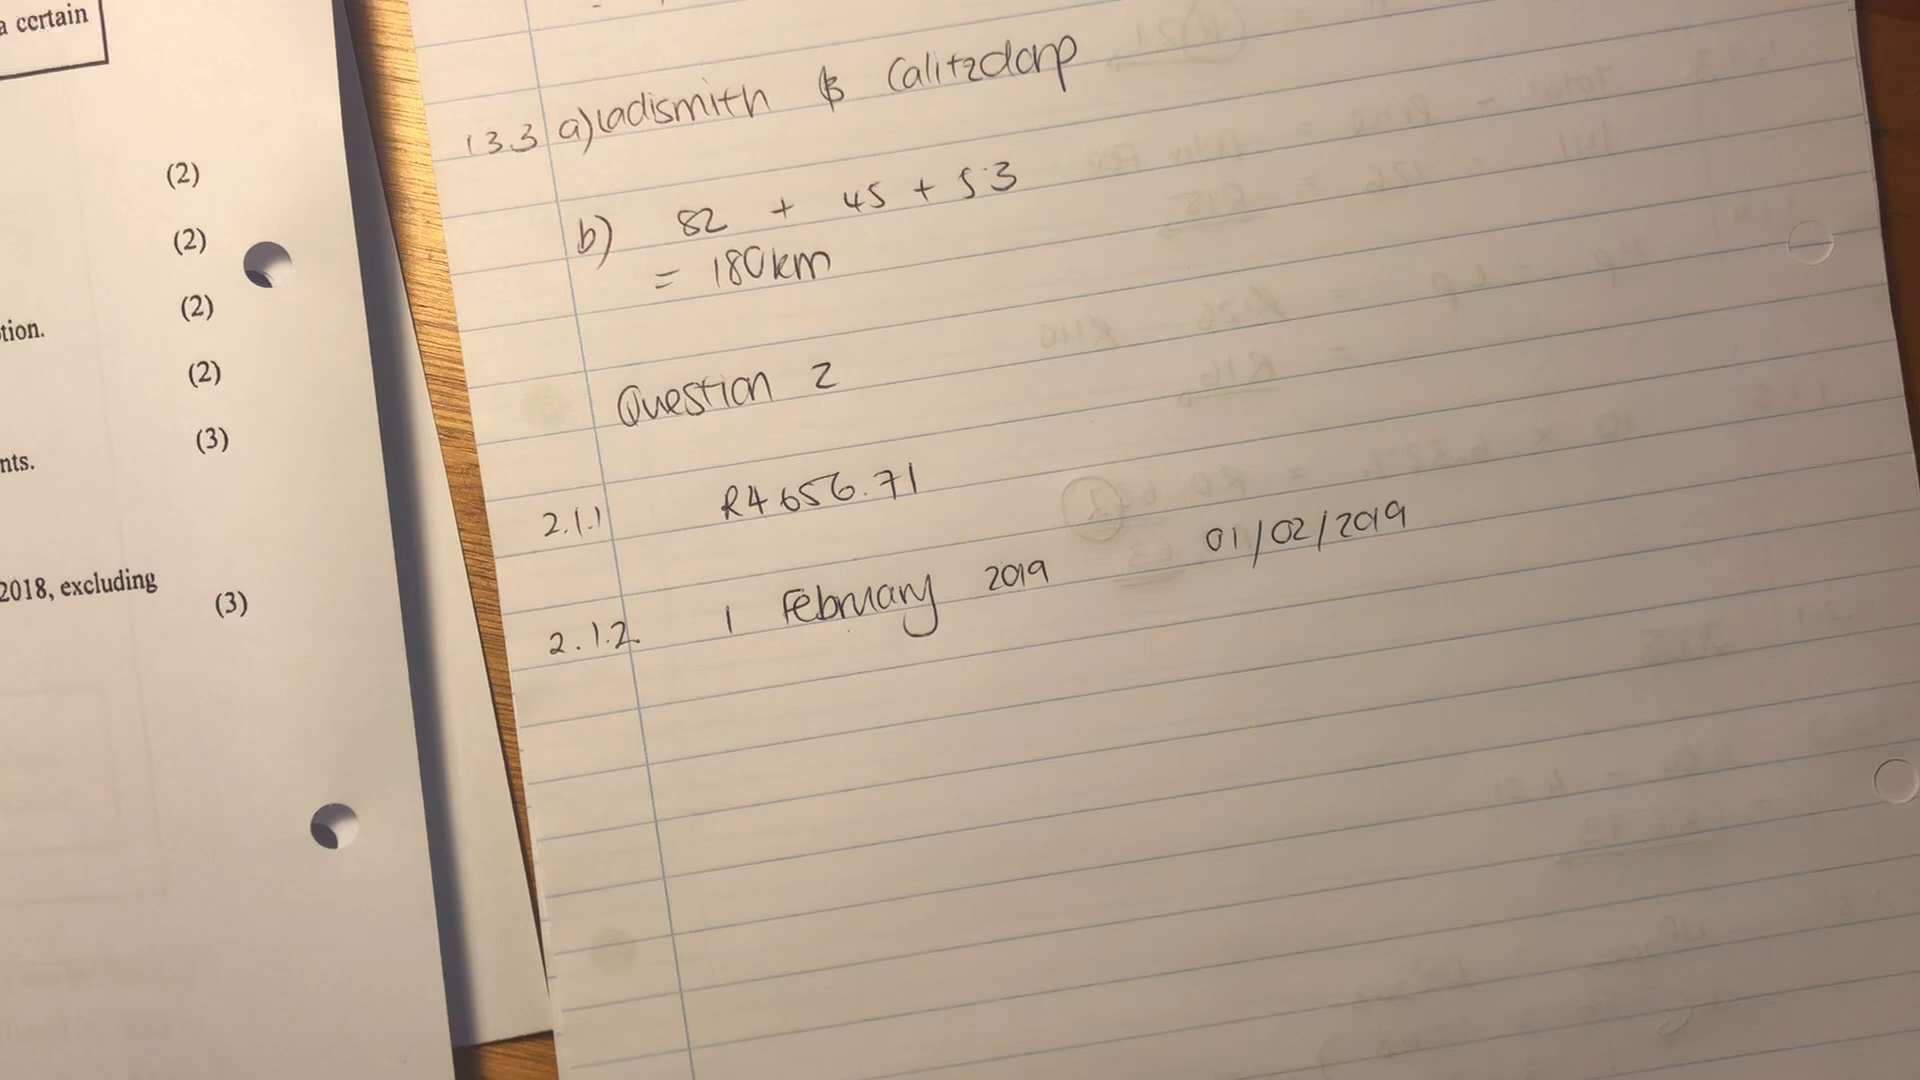 a certain
(2)
(2)
(2)
tion.
(2)
(3)
nts.
2018, excluding
(3)
13.3 a) Ladismith & Calitzdorp
b) 82 + 45 + 53
= 180km
Question 2
2.1.1 R4 656.71
2.1.2. 1 February 2019 01/02/2019